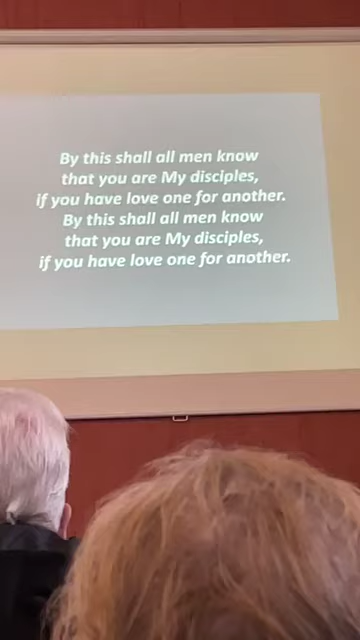 By this shall all men know
that you are My disciples,
if you have love one for another.
By this shall all men know
that you are My disciples,
if you have love one for another.